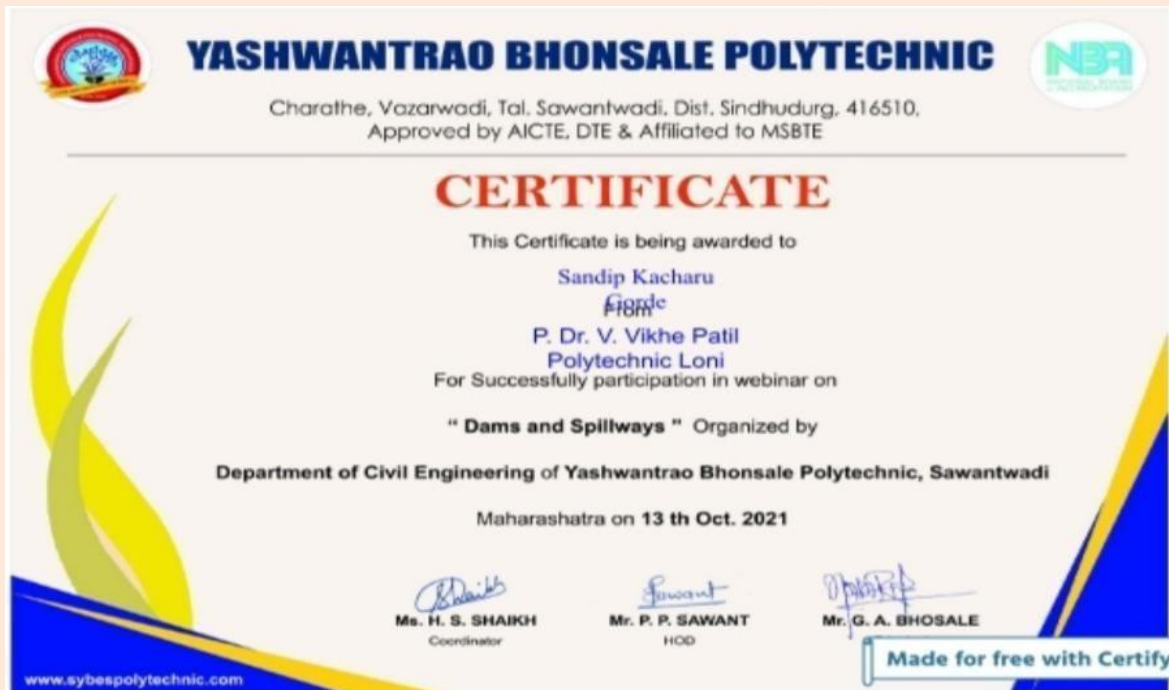 YASHWANTRAO BHONSALE POLYTECHNIC
NBA
Charathe, Vazarwadi, Tal. Sawantwadi, Dist. Sindhudurg, 416510,
Approved by AICTE, DTE & Affiliated to MSBTE
CERTIFICATE
This Certificate is being awarded to
Sandip Kacharu
Gorde
From
P. Dr. V. Vikhe Patil
Polytechnic Loni
For Successfully participation in webinar on
“ Dams and Spillways ” Organized by
Department of Civil Engineering of Yashwantrao Bhonsale Polytechnic, Sawantwadi
Maharashatra on 13 th Oct. 2021
Shaikh
Sawant
Ms. H. S. SHAIKH
Mr. P. P. SAWANT
Mr. G. A. BHOSALE
Coordinator
HOD
Made for free with Certify
www.sybespolytechnic.com